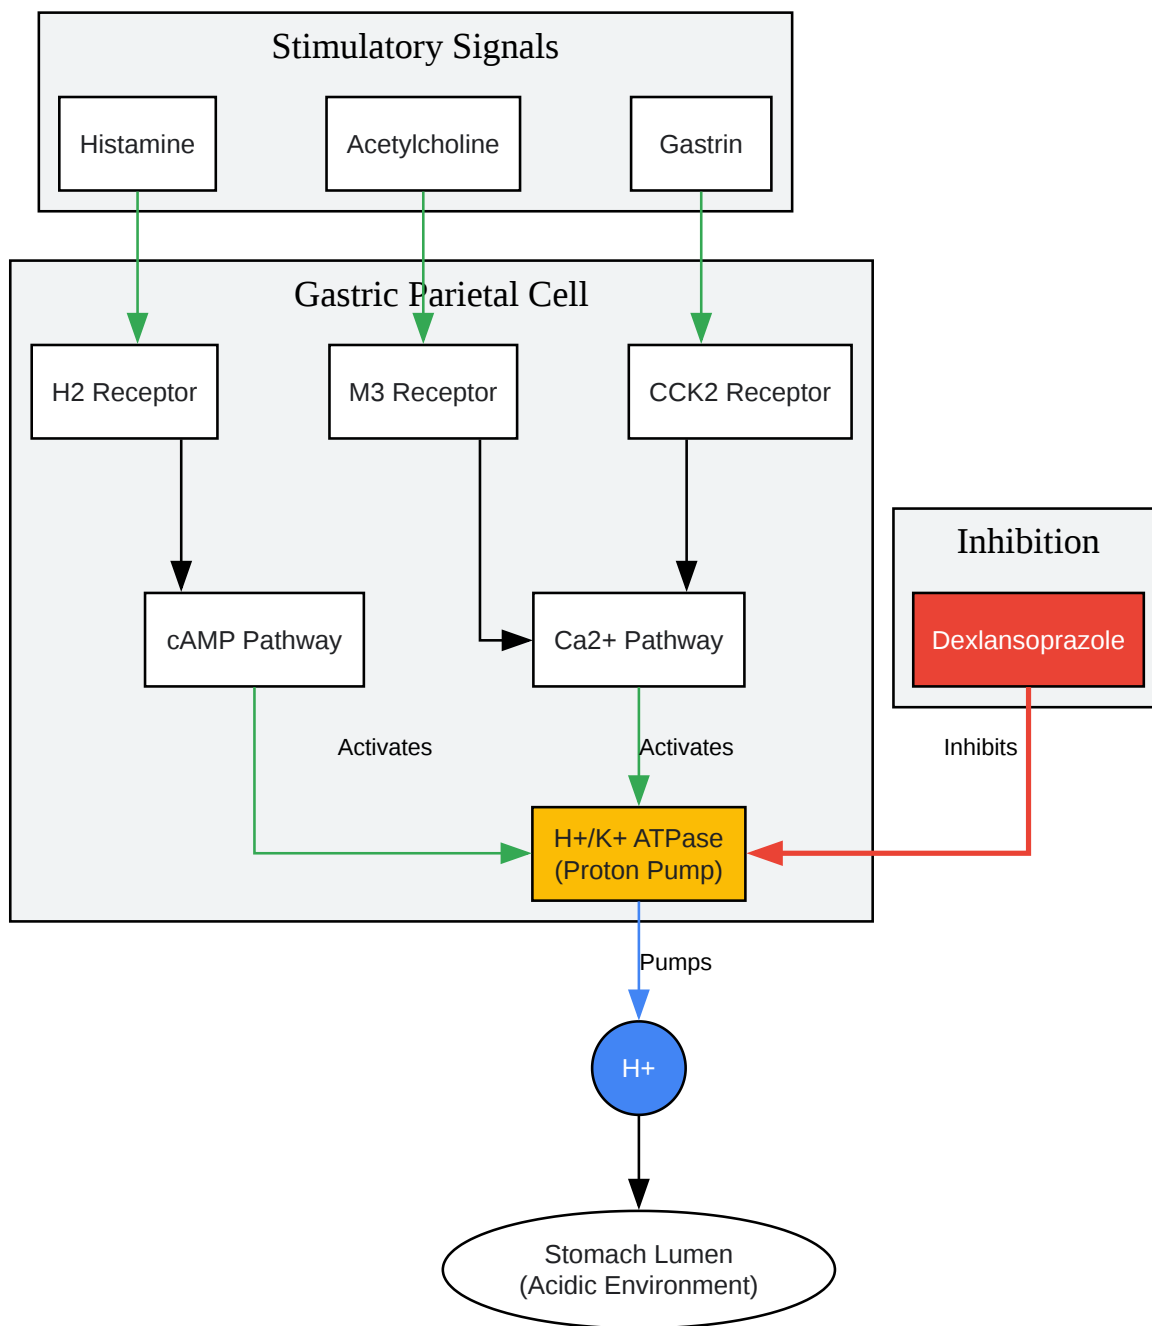 Stimulatory Signals
Histamine
Acetylcholine
Gastrin
Gastric Parietal Cell
H2 Receptor
M3 Receptor
CCK2 Receptor
Inhibition
cAMP Pathway
Ca2+ Pathway
Dexlansoprazole
Activates
Activates
Inhibits
H+/K+ ATPase
(Proton Pump)
Pumps
H+
Stomach Lumen
(Acidic Environment)